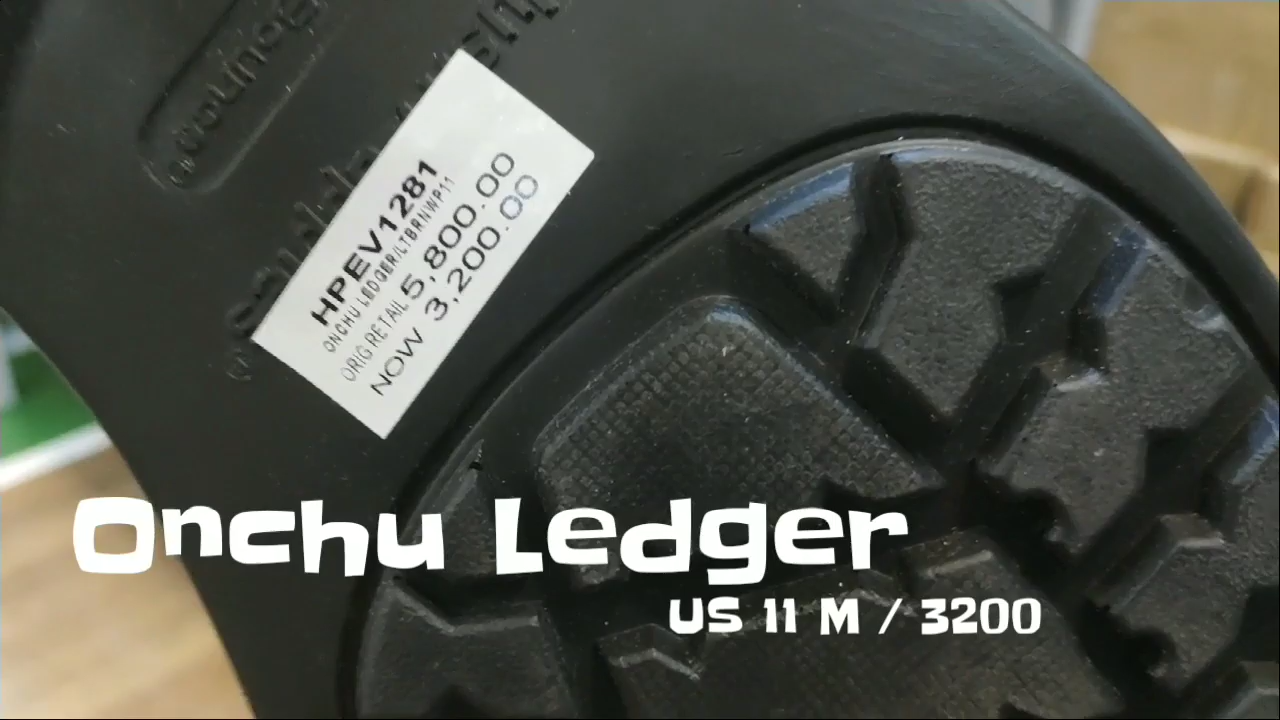 HPEV1281
ONCHU LEDGER/LTBRNWP11
ORIG RETAIL 5,800.00
NOW 3,200.00
Onchu Ledger
US 11 M / 3200